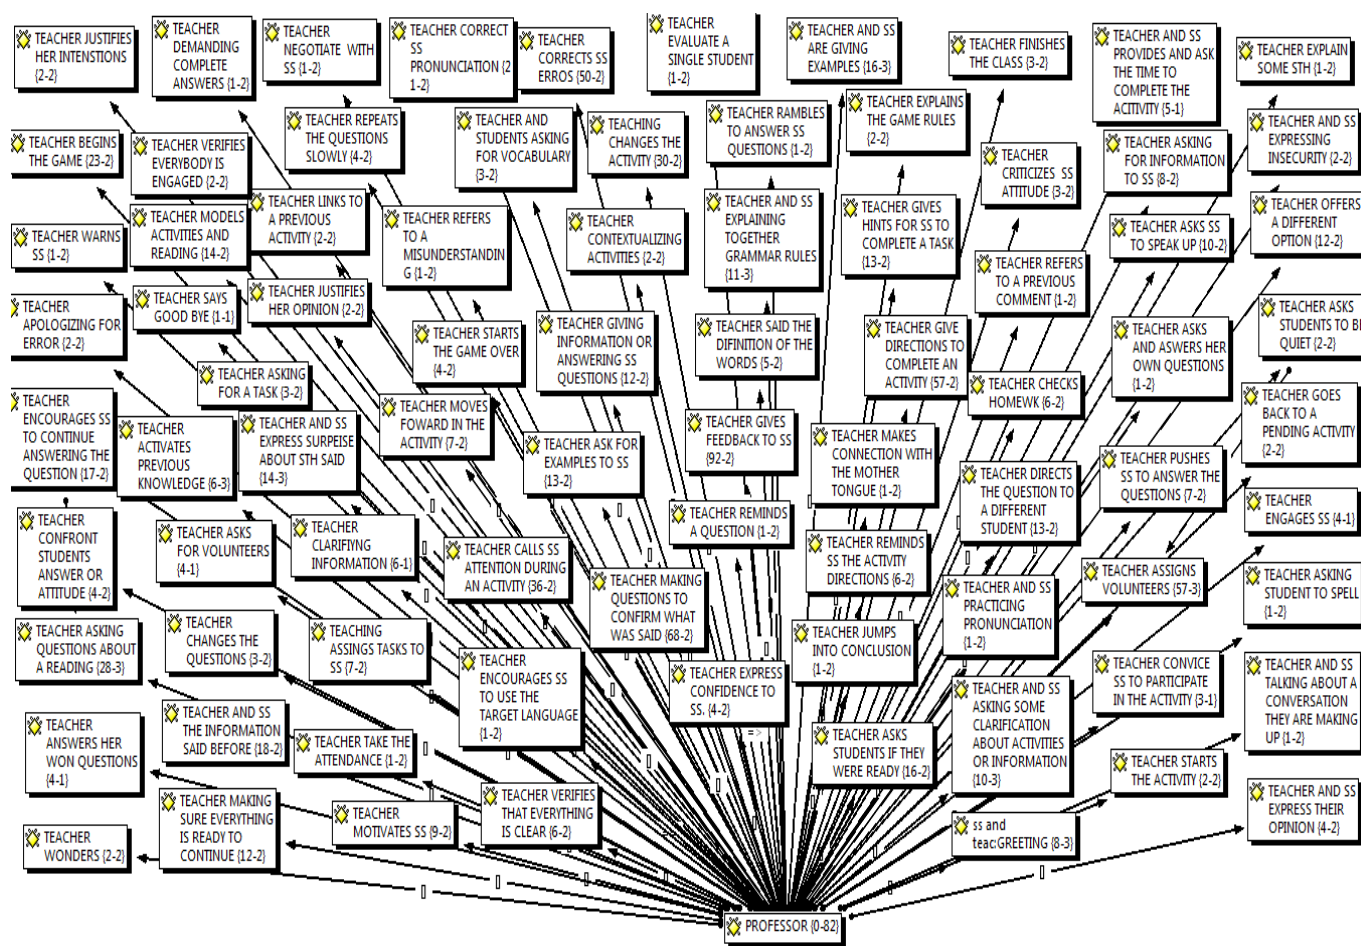 TEACHER JUSTIFIES
HER INTENSTIONS
{2-2}
TEACHER
DEMANDING
COMPLETE
ANSWERS {1-2}
TEACHER
NEGOTIATE WITH
SS {1-2}
TEACHER CORRECT
SS
PRONUNCIATION {2
1-2}
TEACHER
CORRECTS SS
ERROS {50-2}
TEACHER
EVALUATE A
SINGLE STUDENT
{1-2}
TEACHER AND SS
ARE GIVING
EXAMPLES {16-3}
TEACHER FINISHES
THE CLASS {3-2}
TEACHER AND SS
PROVIDES AND ASK
THE TIME TO
COMPLETE THE
ACITIVITY {5-1}
TEACHER EXPLAIN
SOME STH {1-2}
TEACHER BEGINS
THE GAME {23-2}
TEACHER VERIFIES
EVERYBODY IS
ENGAGED {2-2}
TEACHER REPEATS
THE QUESTIONS
SLOWLY {4-2}
TEACHER AND
STUDENTS ASKING
FOR VOCABULARY
{3-2}
TEACHING
CHANGES THE
ACTIVITY {30-2}
TEACHER RAMBLES
TO ANSWER SS
QUESTIONS {1-2}
TEACHER EXPLAINS
THE GAME RULES
{2-2}
TEACHER
CRITICIZES SS
ATTITUDE {3-2}
TEACHER ASKING
FOR INFORMATION
TO SS {8-2}
TEACHER AND SS
EXPRESSING
INSECURITY {2-2}
TEACHER WARNS
SS {1-2}
TEACHER MODELS
ACTIVITIES AND
READING {14-2}
TEACHER LINKS TO
A PREVIOUS
ACTIVITY {2-2}
TEACHER REFERS
TO A
MISUNDERSTANDIN
G {1-2}
TEACHER
CONTEXTUALIZING
ACTIVITIES {2-2}
TEACHER AND SS
EXPLAINING
TOGETHER
GRAMMAR RULES
{11-3}
TEACHER GIVES
HINTS FOR SS TO
COMPLETE A TASK
{13-2}
TEACHER REFERS
TO A PREVIOUS
COMMENT {1-2}
TEACHER ASKS SS
TO SPEAK UP {10-2}
TEACHER OFFERS
A DIFFERENT
OPTION {12-2}
TEACHER
APOLOGIZING FOR
ERROR {2-2}
TEACHER SAYS
GOOD BYE {1-1}
TEACHER JUSTIFIES
HER OPINION {2-2}
TEACHER STARTS
THE GAME OVER
{4-2}
TEACHER GIVING
INFORMATION OR
ANSWERING SS
QUESTIONS {12-2}
TEACHER SAID THE
DIFINITION OF THE
WORDS {5-2}
TEACHER GIVE
DIRECTIONS TO
COMPLETE AN
ACTIVITY {57-2}
TEACHER CHECKS
HOMEWK {6-2}
TEACHER ASKS
AND ASWERS HER
OWN QUESTIONS
{1-2}
TEACHER ASKS
STUDENTS TO BE
QUIET {2-2}
TEACHER
ENCOURAGES SS
TO CONTINUE
ANSWERING THE
QUESTION {17-2}
TEACHER
ACTIVATES
PREVIOUS
KNOWLEDGE {6-3}
TEACHER ASKING
FOR A TASK {3-2}
TEACHER AND SS
EXPRESS SURPEISE
ABOUT STH SAID
{14-3}
TEACHER MOVES
FOWARD IN THE
ACTIVITY {7-2}
TEACHER ASK FOR
EXAMPLES TO SS
{13-2}
TEACHER GIVES
FEEDBACK TO SS
{92-2}
TEACHER MAKES
CONNECTION WITH
THE MOTHER
TONGUE {1-2}
TEACHER DIRECTS
THE QUESTION TO
A DIFFERENT
STUDENT {13-2}
TEACHER PUSHES
SS TO ANSWER THE
QUESTIONS {7-2}
TEACHER GOES
BACK TO A
PENDING ACTIVITY
{2-2}
TEACHER
CONFRONT
STUDENTS
ANSWER OR
ATTITUDE {4-2}
TEACHER ASKS
FOR VOLUNTEERS
{4-1}
TEACHER
CLARIFIYNG
INFORMATION {6-1}
TEACHER CALLS SS
ATTENTION DURING
AN ACTIVITY {36-2}
TEACHER MAKING
QUESTIONS TO
CONFIRM WHAT
WAS SAID {68-2}
TEACHER REMINDS
A QUESTION {1-2}
TEACHER REMINDS
SS THE ACTIVITY
DIRECTIONS {6-2}
TEACHER AND SS
PRACTICING
PRONUNCIATION
{1-2}
TEACHER ASSIGNS
VOLUNTEERS {57-3}
TEACHER
ENGAGES SS {4-1}
TEACHER ASKING
STUDENT TO SPELL
{1-2}
TEACHER ASKING
QUESTIONS ABOUT
A READING {28-3}
TEACHER
CHANGES THE
QUESTIONS {3-2}
TEACHING
ASSINGS TASKS TO
SS {7-2}
TEACHER
ENCOURAGES SS
TO USE THE
TARGET LANGUAGE
{1-2}
TEACHER EXPRESS
CONFIDENCE TO
SS. {4-2}
=>
TEACHER JUMPS
INTO CONCLUSION
{1-2}
TEACHER AND SS
ASKING SOME
CLARIFICATION
ABOUT ACTIVITIES
OR INFORMATION
{10-3}
TEACHER CONVICE
SS TO PARTICIPATE
IN THE ACTIVITY {3-1}
TEACHER AND SS
TALKING ABOUT A
CONVERSATION
THEY ARE MAKING
UP {1-2}
TEACHER
ANSWERS HER
WON QUESTIONS
{4-1}
TEACHER AND SS
THE INFORMATION
SAID BEFORE {18-2}
TEACHER TAKE THE
ATTENDANCE {1-2}
TEACHER ASKS
STUDENTS IF THEY
WERE READY {16-2}
TEACHER STARTS
THE ACTIVITY {2-2}
TEACHER
WONDERS {2-2}
TEACHER MAKING
SURE EVERYTHING
IS READY TO
CONTINUE {12-2}
TEACHER
MOTIVATES SS {9-2}
TEACHER VERIFIES
THAT EVERYTHING
IS CLEAR {6-2}
ss and
teac:GREETING {8-3}
TEACHER AND SS
EXPRESS THEIR
OPINION {4-2}
PROFESSOR {0-82}